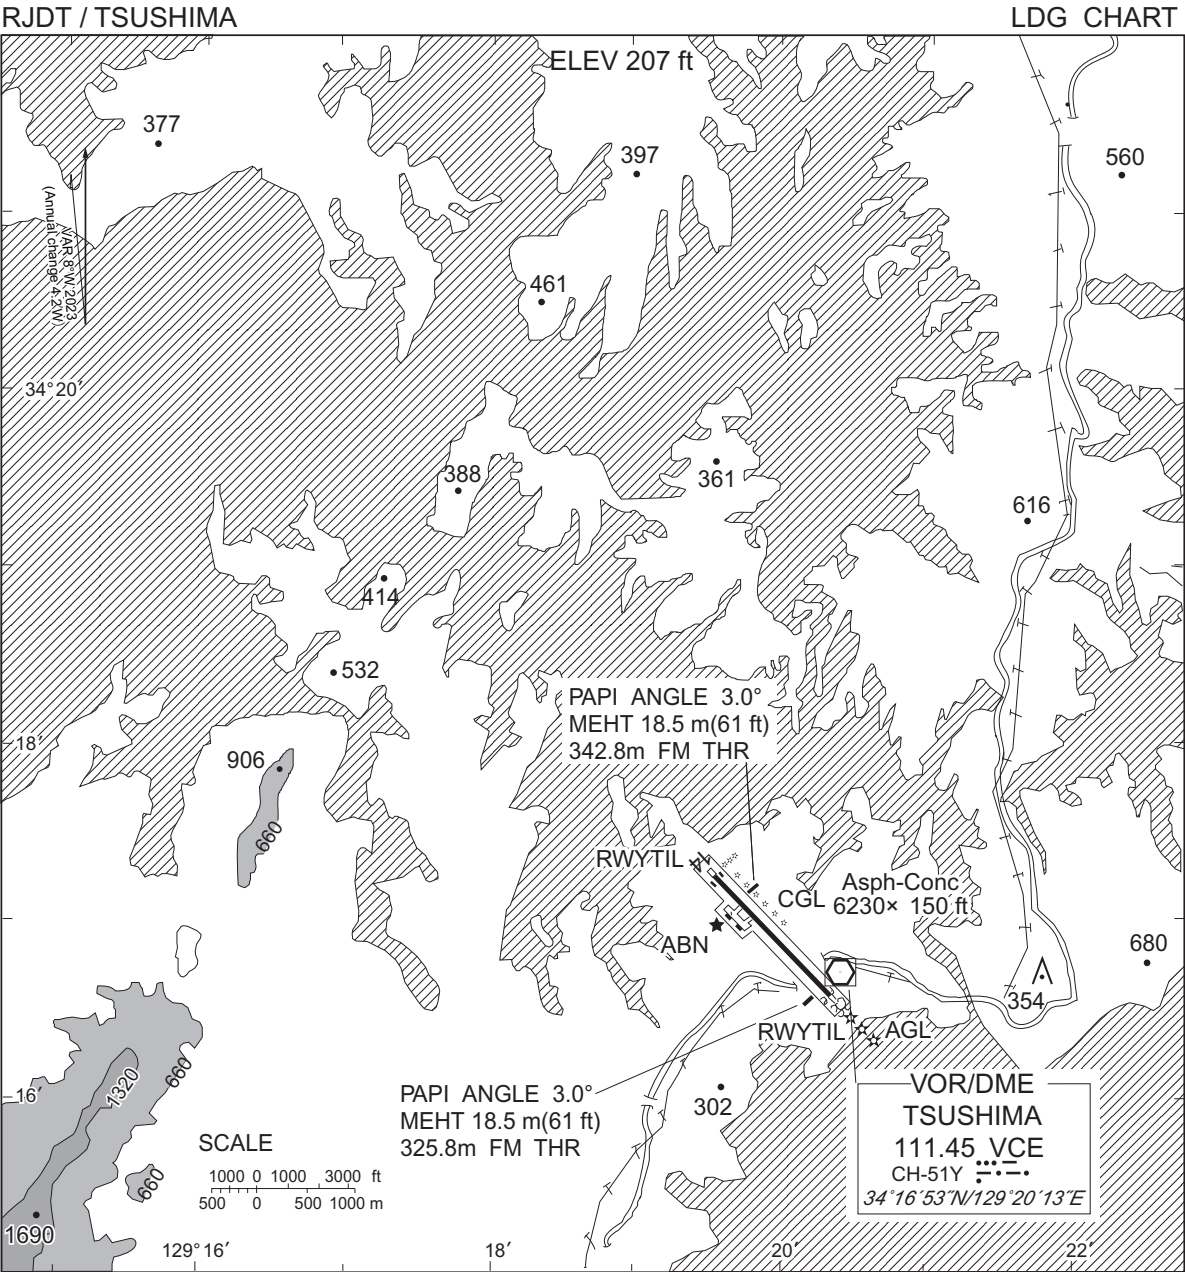 RJDT / TSUSHIMA
LDG CHART
ELEV 207 ft
377
397
560
VAR 8°W 2023
(Annual change 4.2'W)
461
34°20′
388
361
616
414
532
PAPI ANGLE 3.0°
MEHT 18.5 m(61 ft)
342.8m FM THR
18′
906
660
RWYTIL
CGL
Asph-Conc
6230× 150 ft
ABN
680
354
RWYTIL
AGL
660
1320
16′
PAPI ANGLE 3.0°
MEHT 18.5 m(61 ft)
325.8m FM THR
302
VOR/DME
TSUSHIMA
111.45 VCE
CH-51Y
34°16′53″N/129°20′13″E
SCALE
1000 0 1000 3000 ft
500 0 500 1000 m
660
1690
129°16′
18′
20′
22′